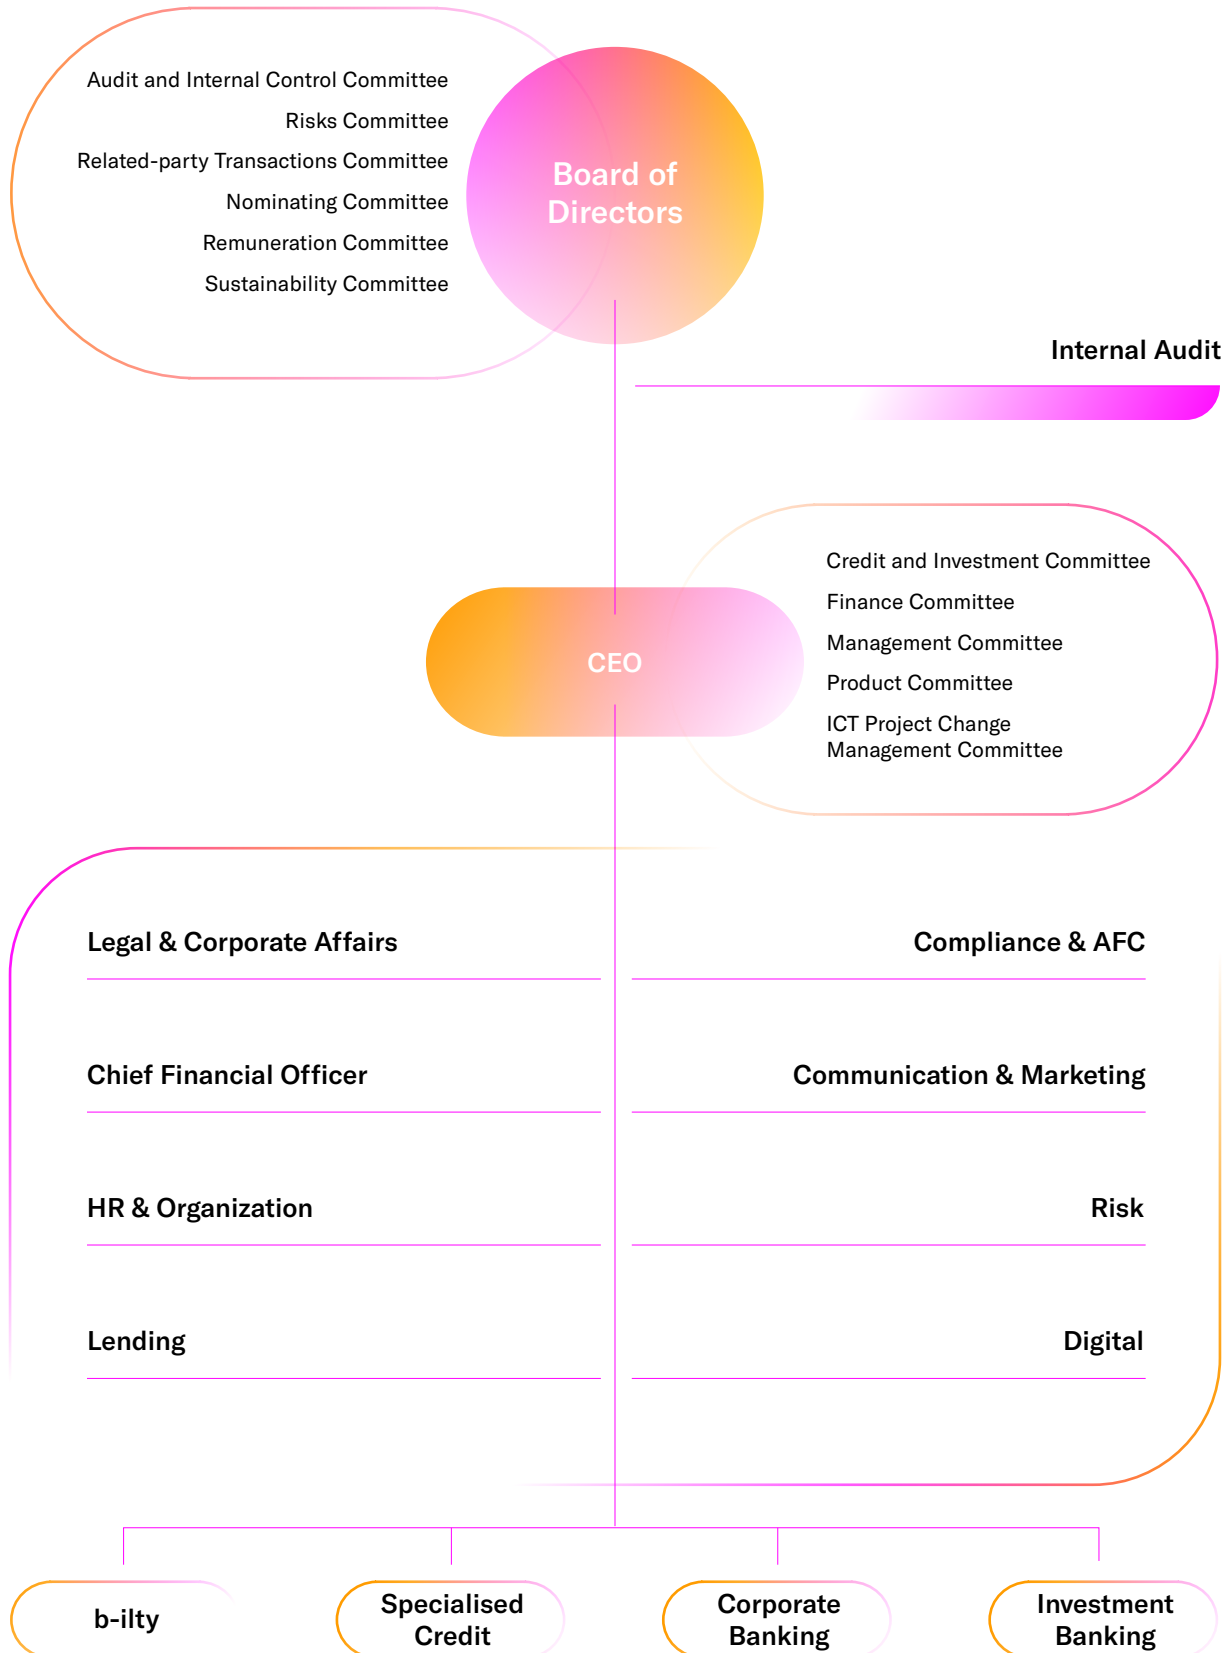 Audit and Internal Control Committee
Risks Committee
Related-party Transactions Committee
Nominating Committee
Remuneration Committee
Sustainability Committee
Board of
Directors
Internal Audit
CEO
Credit and Investment Committee
Finance Committee
Management Committee
Product Committee
ICT Project Change
Management Committee
Legal & Corporate Affairs
Compliance & AFC
Chief Financial Officer
Communication & Marketing
HR & Organization
Risk
Lending
Digital
b-ilty
Specialised
Credit
Corporate
Banking
Investment
Banking